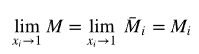 lim M = lim M̄ᵢ = Mᵢ
xᵢ→1 xᵢ→1